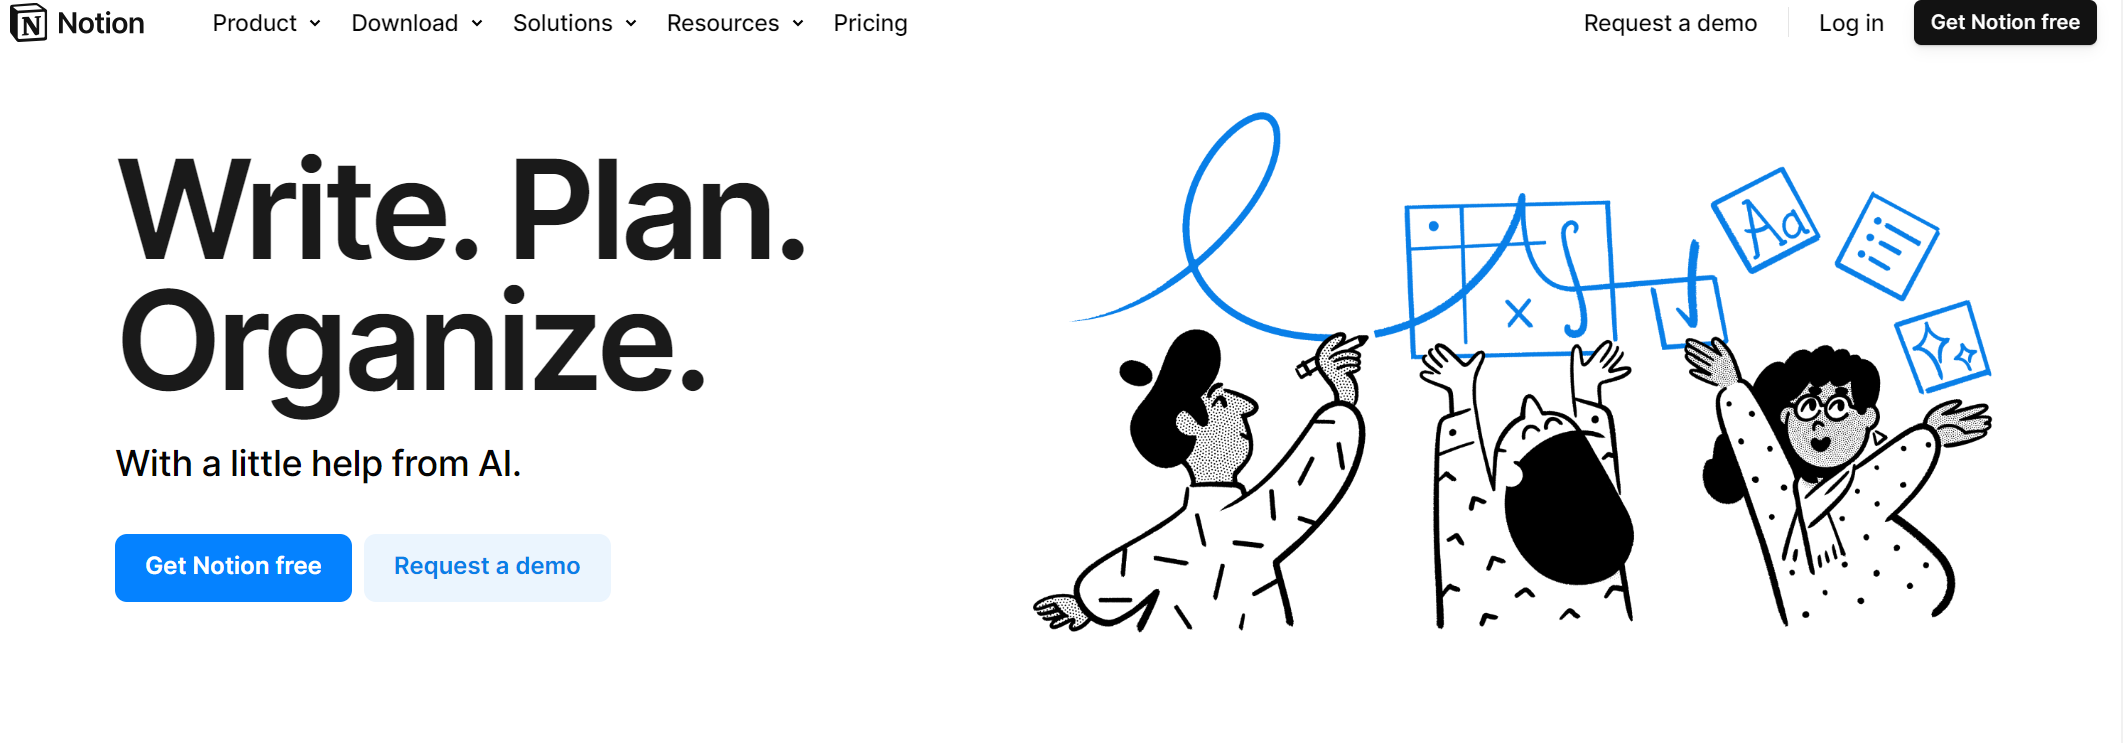 Notion Product Download Solutions Resources Pricing Request a demo Log in Get Notion free
Write. Plan.
Organize.
With a little help from AI.
Get Notion free Request a demo
Aa